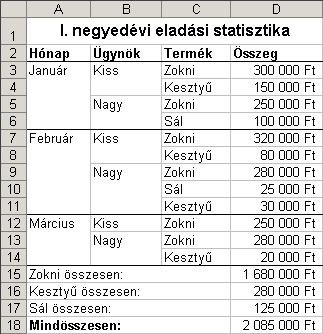 A B C D
1 I. negyedévi eladási statisztika
2 Hónap Ügynök Termék Összeg
3 Január Kiss Zokni 300 000 Ft
4 Kesztyű 150 000 Ft
5 Nagy Zokni 250 000 Ft
6 Sál 100 000 Ft
7 Február Kiss Zokni 320 000 Ft
8 Kesztyű 80 000 Ft
9 Nagy Zokni 280 000 Ft
10 Sál 25 000 Ft
11 Kesztyű 30 000 Ft
12 Március Kiss Zokni 250 000 Ft
13 Nagy Zokni 280 000 Ft
14 Kesztyű 20 000 Ft
15 Zokni összesen: 1 680 000 Ft
16 Kesztyű összesen: 280 000 Ft
17 Sál összesen: 125 000 Ft
18 Mindösszesen: 2 085 000 Ft